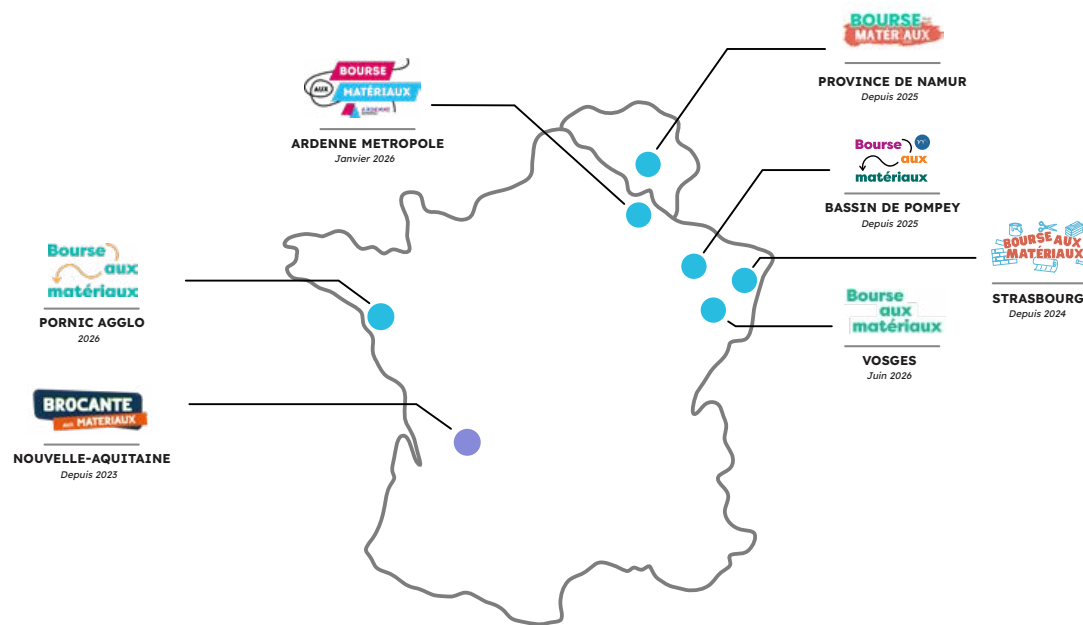 BOURSE
MATÉRIAUX
PROVINCE DE NAMUR
Depuis 2025
BOURSE
AUX
MATÉRIAUX
ARDENNE
ARDENNE METROPOLE
Janvier 2026
Bourse
aux
matériaux
BASSIN DE POMPEY
Depuis 2025
BOURSE AUX
MATÉRIAUX
STRASBOURG
Depuis 2024
Bourse
aux
matériaux
PORNIC AGGLO
2026
Bourse
aux
matériaux
VOSGES
Juin 2026
BROCANTE
AUX MATERIAUX
NOUVELLE-AQUITAINE
Depuis 2023